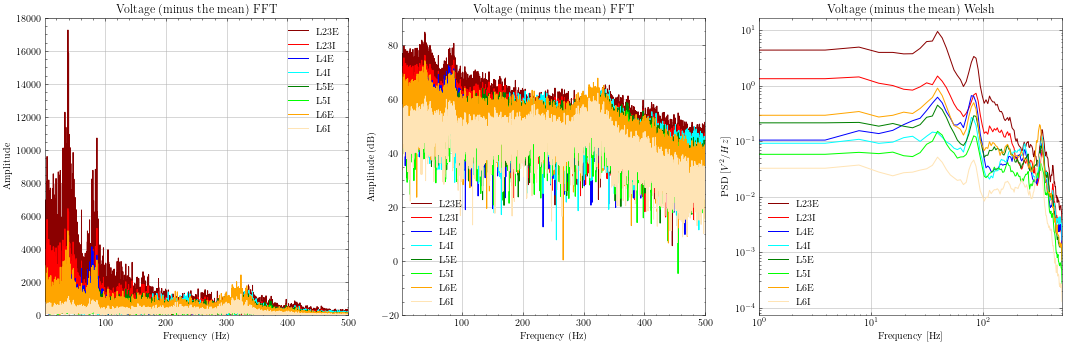 Voltage (minus the mean) FFT
18000
16000
14000
12000
10000
8000
6000
4000
2000
0
Amplitude
100
200
300
400
500
Frequency (Hz)
L23E
L23I
L4E
L4I
L5E
L5I
L6E
L6I
Voltage (minus the mean) FFT
80
60
40
20
0
−20
Amplitude (dB)
100
200
300
400
500
Frequency (Hz)
L23E
L23I
L4E
L4I
L5E
L5I
L6E
L6I
Voltage (minus the mean) Welsh
10¹
10⁰
10⁻¹
10⁻²
10⁻³
10⁻⁴
PSD [V²/Hz]
10⁰
10¹
10²
Frequency [Hz]
L23E
L23I
L4E
L4I
L5E
L5I
L6E
L6I